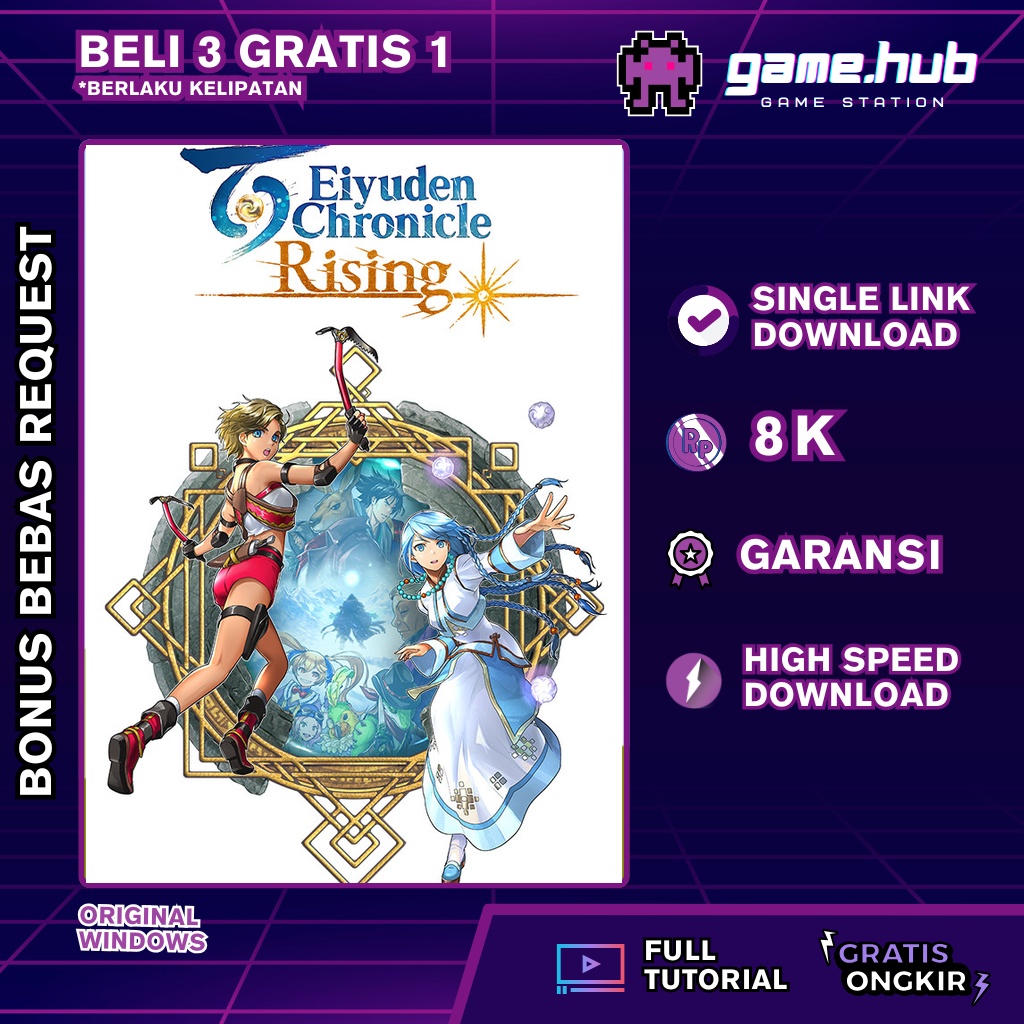 BELI 3 GRATIS 1
*BERLAKU KELIPATAN
game.hub
GAME STATION
BONUS BEBAS REQUEST
Eiyuden
Chronicle
Rising
SINGLE LINK
DOWNLOAD
RP
8K
GARANSI
HIGH SPEED
DOWNLOAD
ORIGINAL
WINDOWS
FULL
TUTORIAL
GRATIS
ONGKIR